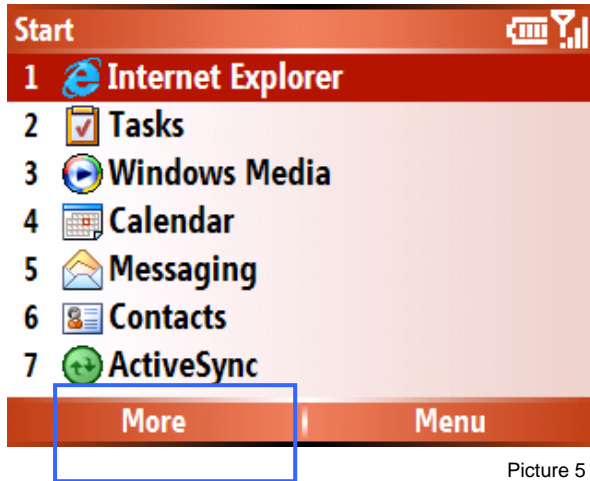 Start
1 Internet Explorer
2 Tasks
3 Windows Media
4 Calendar
5 Messaging
6 Contacts
7 ActiveSync
More Menu
Picture 5